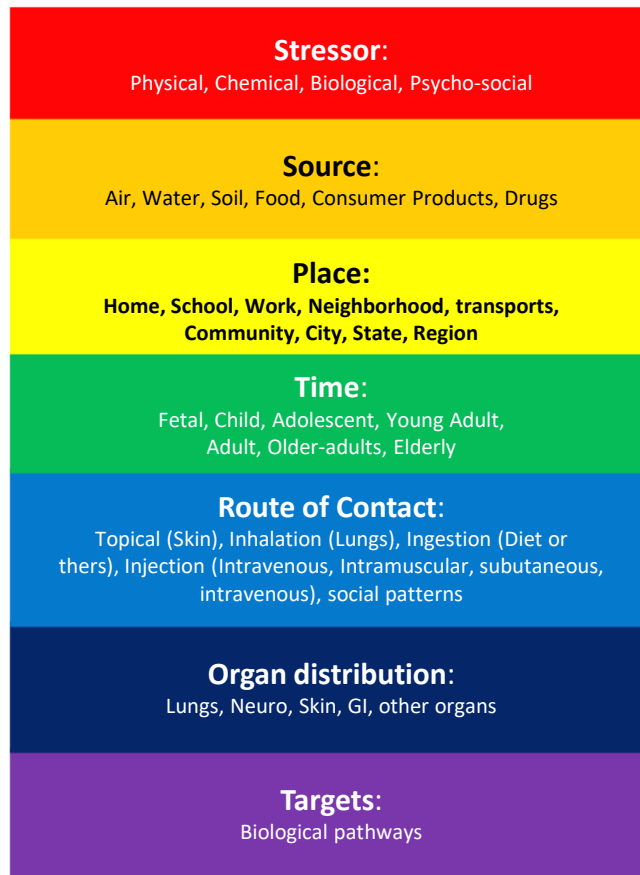 Stressor:
Physical, Chemical, Biological, Psycho-social
Source:
Air, Water, Soil, Food, Consumer Products, Drugs
Place:
Home, School, Work, Neighborhood, transports,
Community, City, State, Region
Time:
Fetal, Child, Adolescent, Young Adult,
Adult, Older-adults, Elderly
Route of Contact:
Topical (Skin), Inhalation (Lungs), Ingestion (Diet or
thers), Injection (Intravenous, Intramuscular, subutaneous,
intravenous), social patterns
Organ distribution:
Lungs, Neuro, Skin, GI, other organs
Targets:
Biological pathways